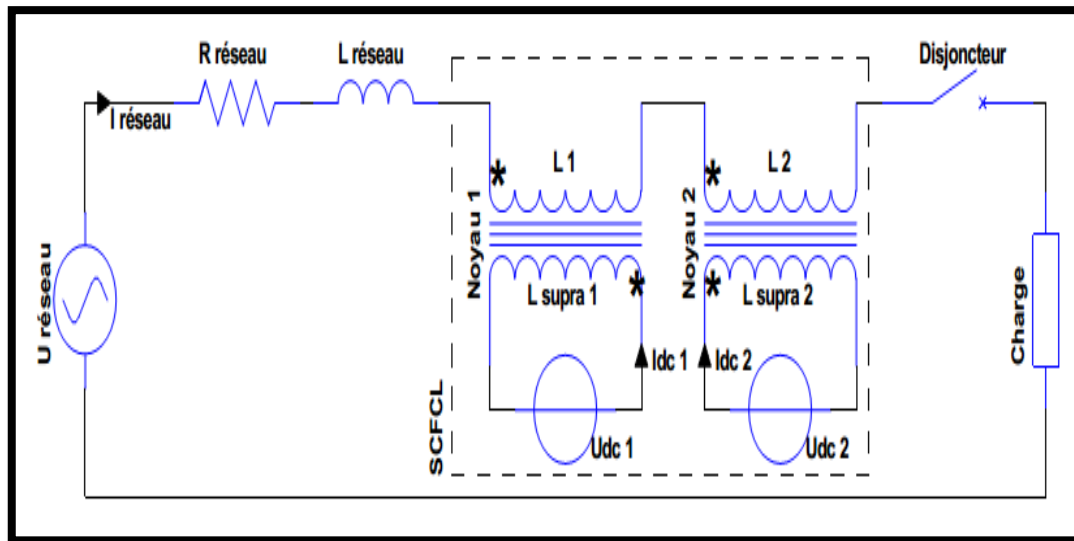 R réseau
L réseau
Disjoncteur
I réseau
L 1
L 2
*
*
Noyau 1
Noyau 2
*
*
L supra 1
L supra 2
U réseau
Charge
Idc 1
Idc 2
Udc 1
Udc 2
SCFCL